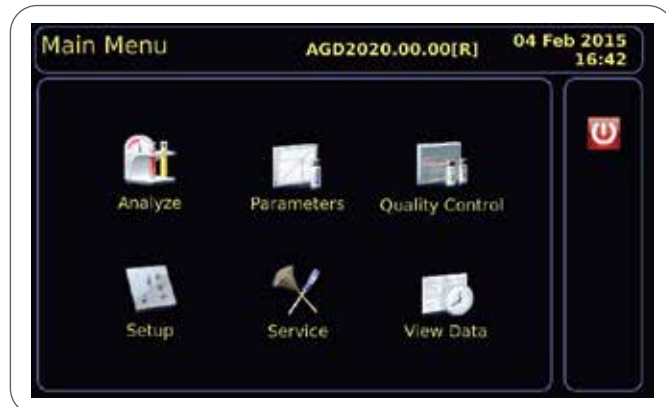 Main Menu
AGD2020.00.00[R]
04 Feb 2015
16:42
Analyze
Parameters
Quality Control
Setup
Service
View Data